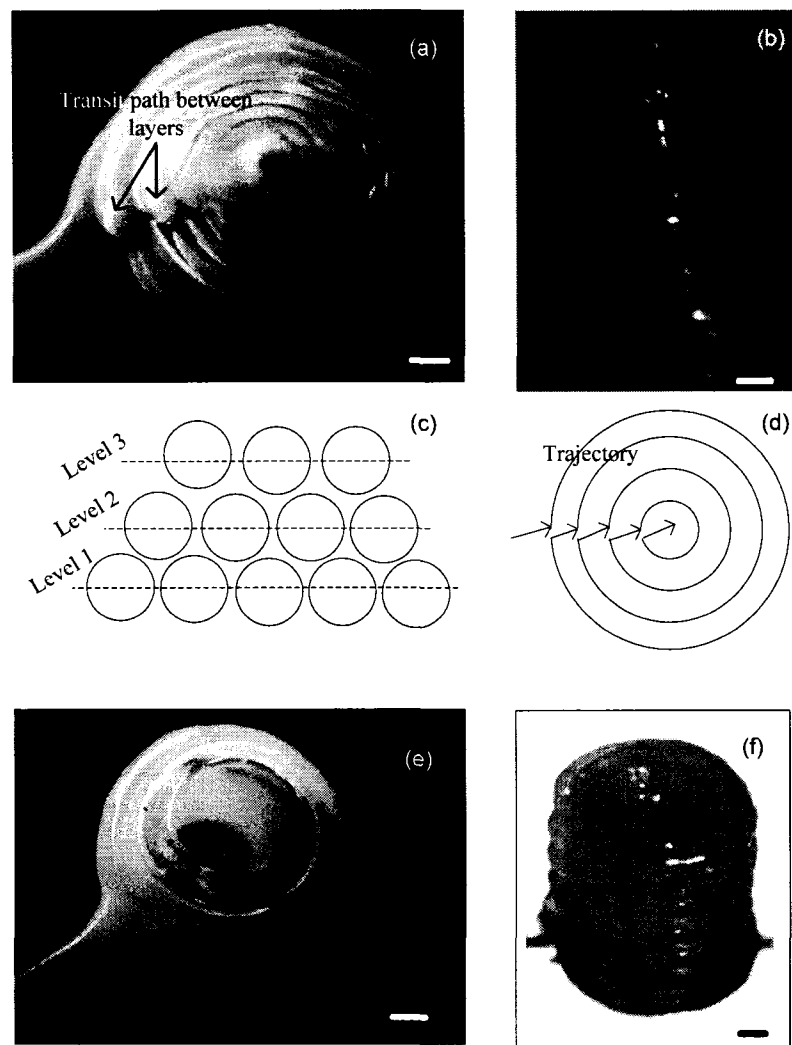 (a)
Transit path between
layers
(b)
(c)
Level 3
Level 2
Level 1
(d)
Trajectory
(e)
(f)